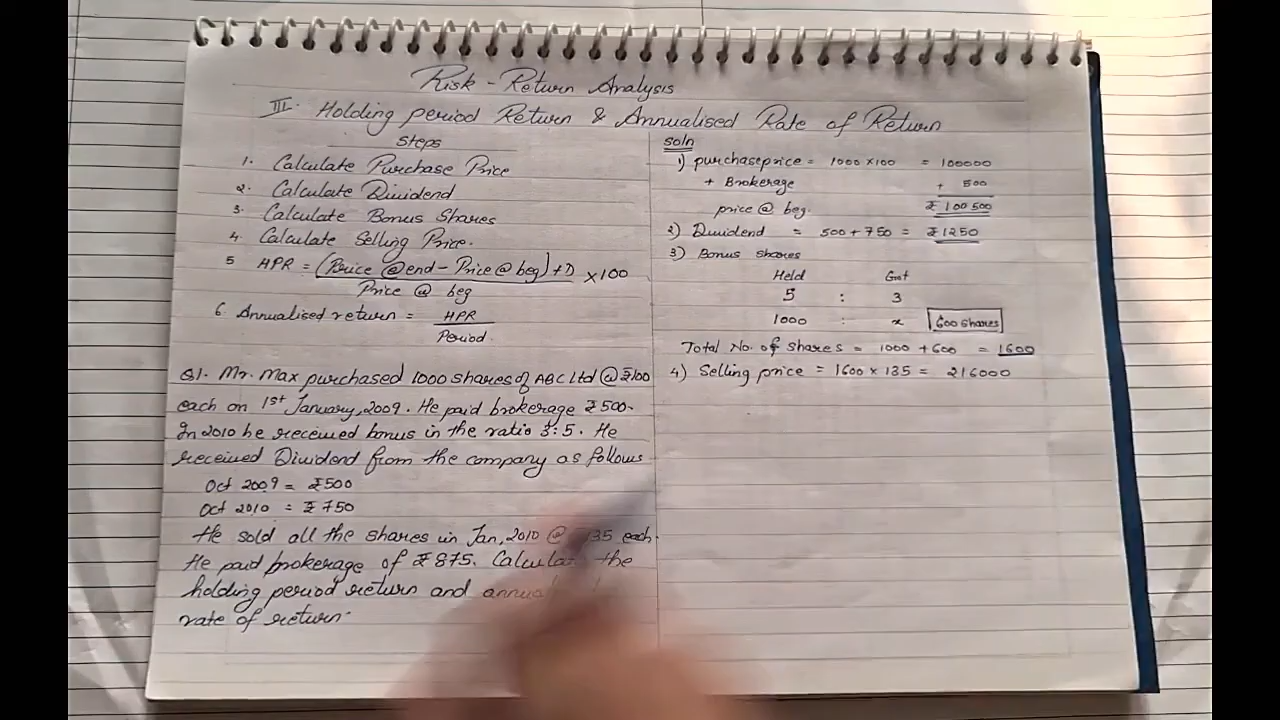 Risk - Return Analysis
III. Holding period Return & Annualised Rate of Return
Steps
1. Calculate Purchase Price
2. Calculate Dividend
3. Calculate Bonus Shares
4. Calculate Selling Price.
5 HPR = (Price @ end - Price @ beg) + D × 100
Price @ beg
6. Annualised return = HPR
Period.
Q1. Mr. Max purchased 1000 shares of ABC Ltd @ ₹100
each on 1st January, 2009. He paid brokerage ₹500.
In 2010 he received bonus in the ratio 3:5. He
received Dividend from the company as follows
Oct 2009 = ₹500
Oct 2010 = ₹750
He sold all the shares in Jan, 2010 @ 135 each.
He paid brokerage of ₹875. Calculate the
holding period return and
rate of return.
Soln
1) purchase price = 1000 × 100 = 100000
+ Brokerage + 500
price @ beg. ₹ 100500
2) Dividend = 500 + 750 = ₹1250
3) Bonus shares
Held Got
5 : 3
1000 : x 600 shares
Total No. of shares = 1000 + 600 = 1600
4) Selling price = 1600 × 135 = 216000